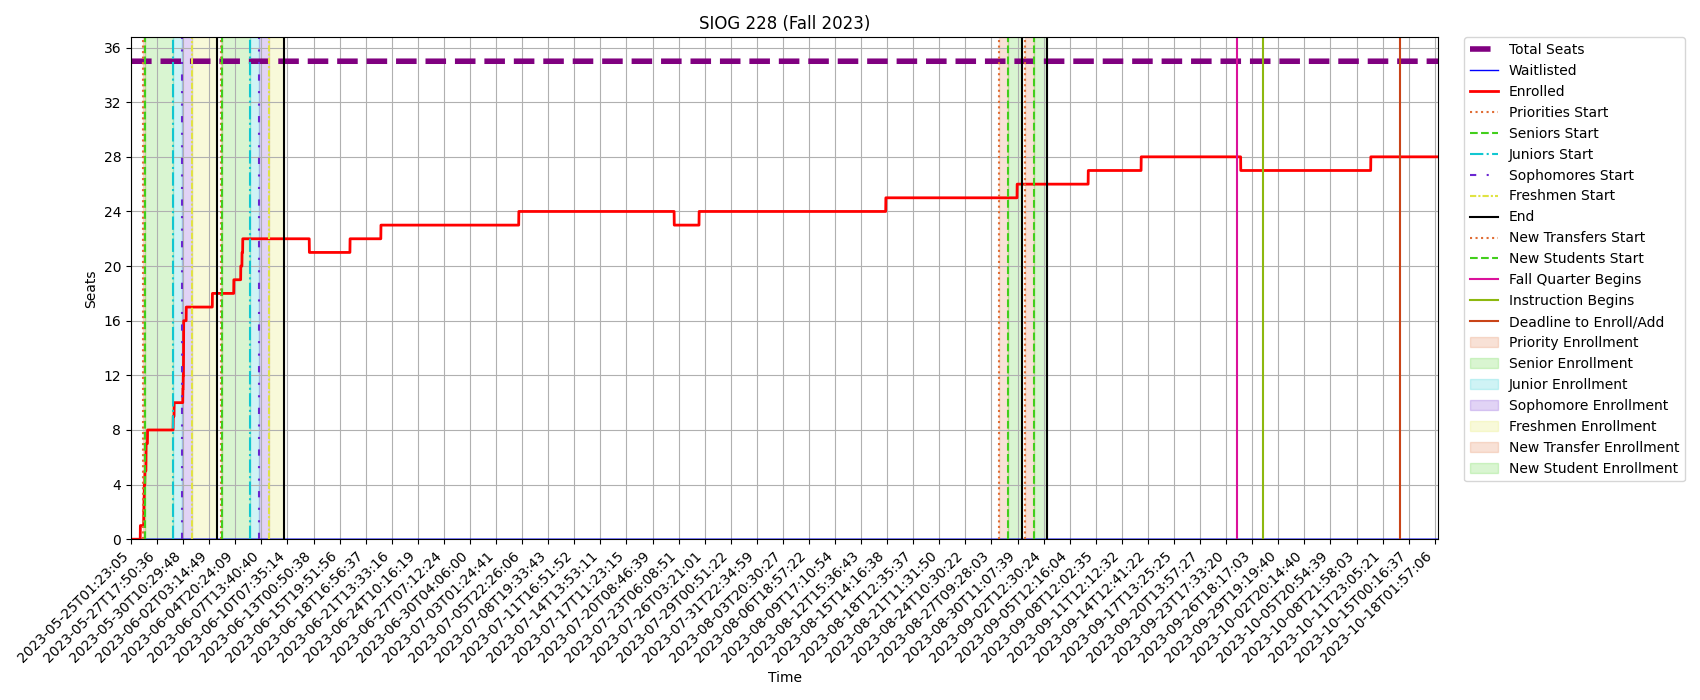 SIOG 228 (Fall 2023)
36
32
28
24
20
16
12
8
4
0
Seats
2023-05-25T01:23:05
2023-05-27T17:50:36
2023-05-30T10:29:48
2023-06-02T03:14:49
2023-06-04T20:24:09
2023-06-07T13:40:40
2023-06-10T07:35:14
2023-06-13T00:50:38
2023-06-15T19:51:56
2023-06-18T16:56:37
2023-06-21T13:33:16
2023-06-24T10:16:19
2023-06-27T07:12:24
2023-06-30T04:06:00
2023-07-03T01:24:41
2023-07-05T22:26:06
2023-07-08T19:33:43
2023-07-11T16:51:52
2023-07-14T13:53:11
2023-07-17T11:23:15
2023-07-20T08:46:39
2023-07-23T06:08:51
2023-07-26T03:21:01
2023-07-29T00:51:22
2023-07-31T22:34:59
2023-08-03T20:30:27
2023-08-06T18:57:22
2023-08-09T17:10:54
2023-08-12T15:36:43
2023-08-15T14:16:38
2023-08-18T12:35:37
2023-08-21T11:31:50
2023-08-24T10:30:22
2023-08-27T09:28:03
2023-08-30T11:07:39
2023-09-02T12:30:24
2023-09-05T12:16:04
2023-09-08T12:02:35
2023-09-11T12:12:32
2023-09-14T12:41:22
2023-09-17T13:25:25
2023-09-20T13:57:27
2023-09-23T17:33:20
2023-09-26T18:17:03
2023-09-29T19:19:40
2023-10-02T20:14:40
2023-10-05T20:54:39
2023-10-08T21:58:03
2023-10-11T23:05:21
2023-10-15T00:16:37
2023-10-18T01:57:06
Time
Total Seats
Waitlisted
Enrolled
Priorities Start
Seniors Start
Juniors Start
Sophomores Start
Freshmen Start
End
New Transfers Start
New Students Start
Fall Quarter Begins
Instruction Begins
Deadline to Enroll/Add
Priority Enrollment
Senior Enrollment
Junior Enrollment
Sophomore Enrollment
Freshmen Enrollment
New Transfer Enrollment
New Student Enrollment